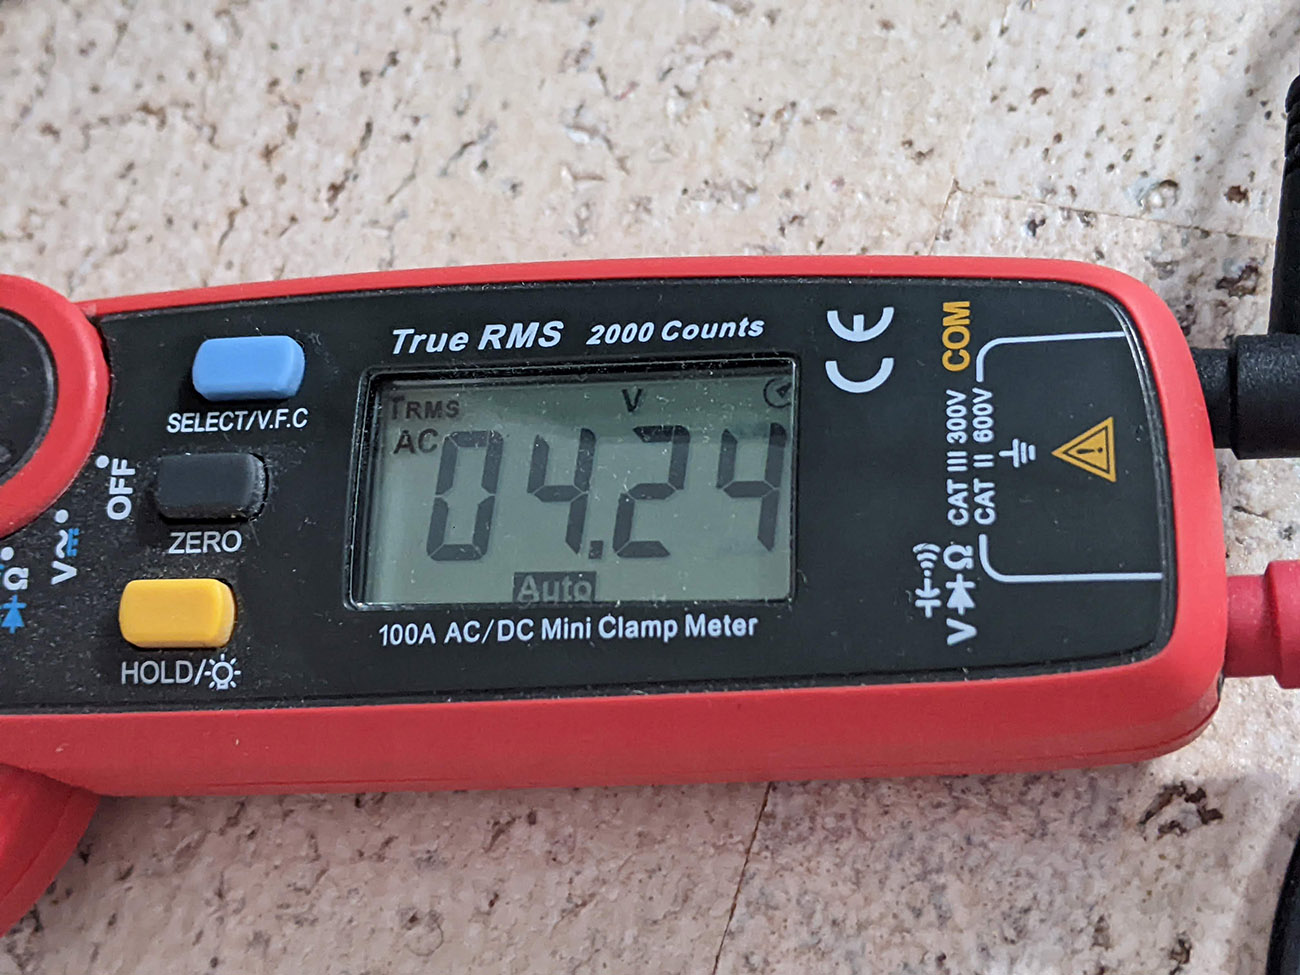 True RMS 2000 Counts
SELECT/V.F.C
TRMS
V
AC
04.24
Auto
OFF
ZERO
V
Ω
HOLD/
100A AC/DC Mini Clamp Meter
CE
COM
CAT III 300V
CAT II 600V
VΩ